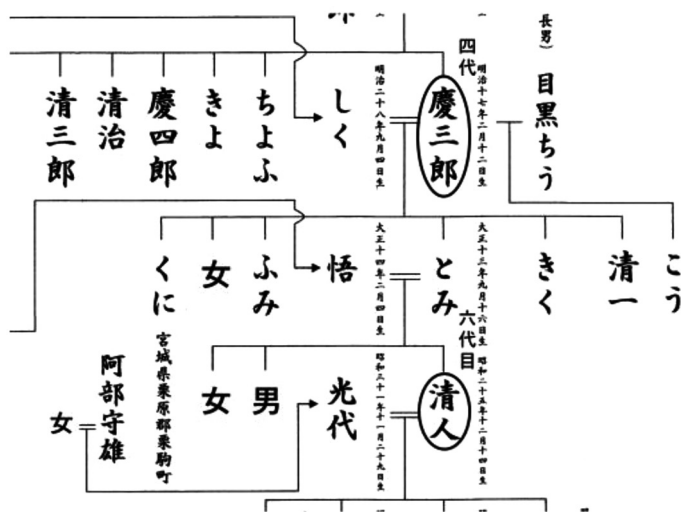 長男）
目黒ちう
四代
明治十七年二月十二日生
慶三郎
明治二十八年九月四日生
しく
ちよふ
きよ
慶四郎
清治
清三郎
こう
清一
きく
大正十三年九月十六日生
とみ
大正十四年二月四日生
悟
ふみ
女
くに
六代目
昭和二十五年十二月十四日生
清人
昭和三十一年十一月二十九日生
光代
男
女
宮城県栗原郡栗駒町
阿部守雄
女